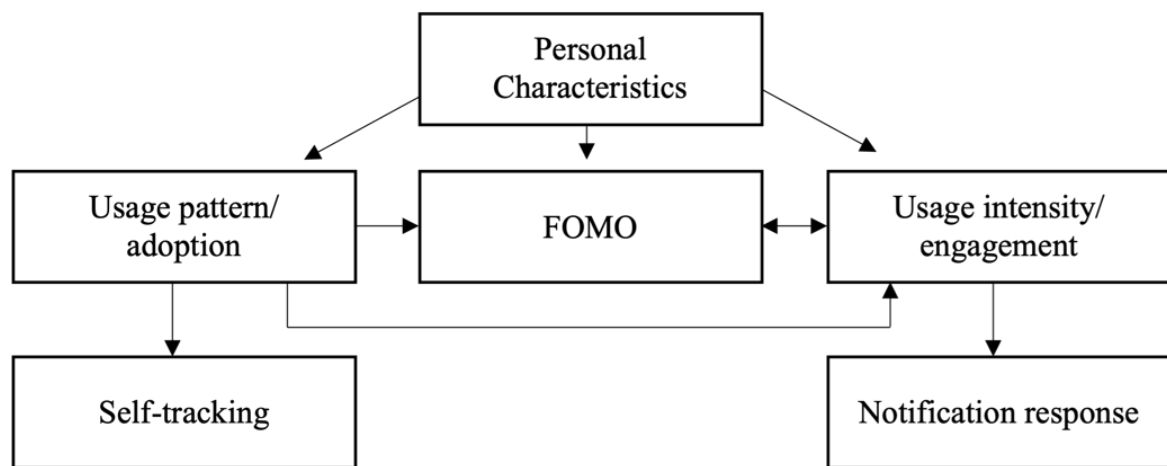 Personal
Characteristics
Usage pattern/
adoption
FOMO
Usage intensity/
engagement
Self-tracking
Notification response